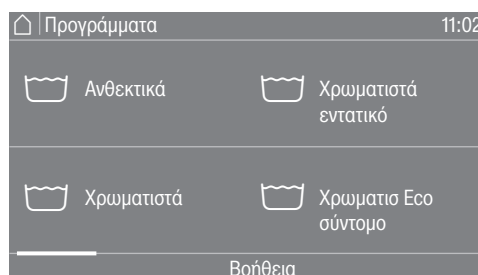 Προγράμματα 11:02
Ανθεκτικά
Χρωματιστά
εντατικό
Χρωματιστά
Χρωματισ Eco
σύντομο
Βοήθεια